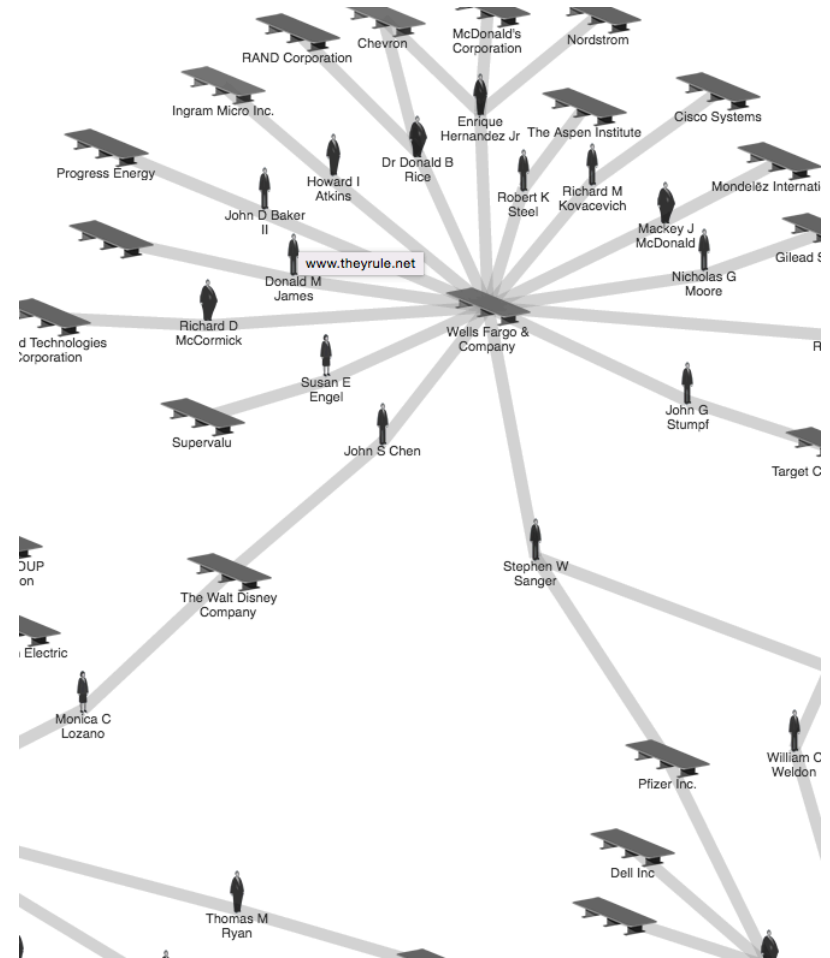 McDonald's
Corporation
Chevron
Nordstrom
RAND Corporation
Ingram Micro Inc.
Cisco Systems
Enrique
Hernandez Jr
The Aspen Institute
Progress Energy
Dr Donald B
Rice
Howard I
Atkins
Robert K
Steel
Richard M
Kovacevich
Mondelēz Internati
John D Baker
II
Mackey J
McDonald
www.theyrule.net
Gilead S
Donald M
James
Nicholas G
Moore
Richard D
McCormick
Wells Fargo &
Company
d Technologies
Corporation
R
Susan E
Engel
John G
Stumpf
Supervalu
John S Chen
Target C
OUP
on
Stephen W
Sanger
The Walt Disney
Company
Electric
Monica C
Lozano
William C
Weldon
Pfizer Inc.
Dell Inc
Thomas M
Ryan